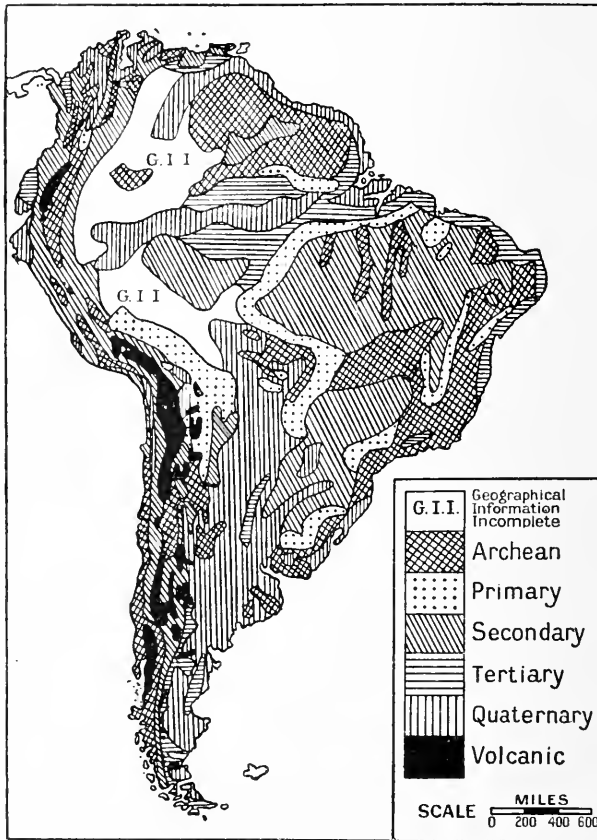 G.I I
G.I I
G.I.I. Geographical
Information
Incomplete
Archean
Primary
Secondary
Tertiary
Quaternary
Volcanic
SCALE MILES
0 200 400 600